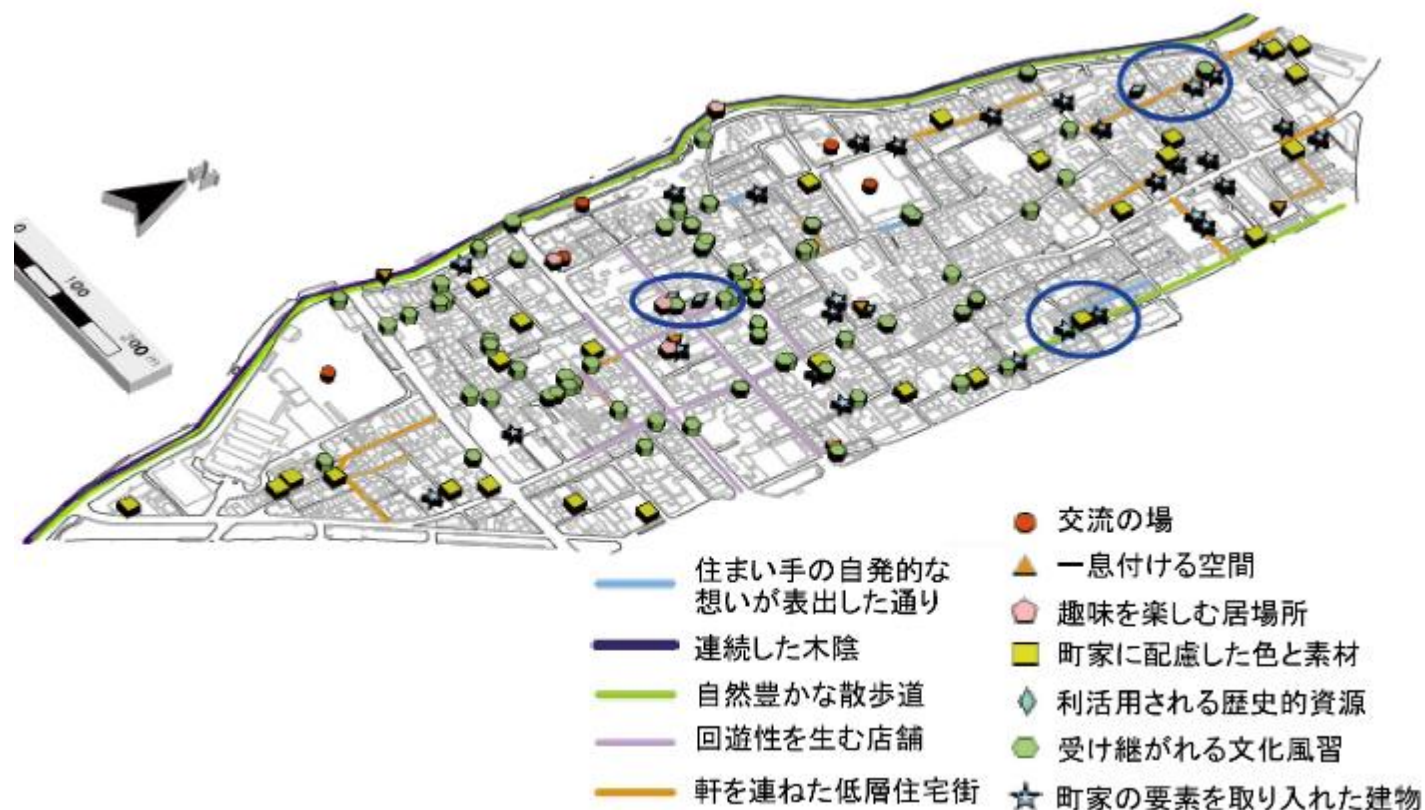 N
0
100
200 m
住まい手の自発的な
想いが表出した通り
連続した木陰
自然豊かな散歩道
回遊性を生む店舗
軒を連ねた低層住宅街
交流の場
一息付ける空間
趣味を楽しむ居場所
町家に配慮した色と素材
利活用される歴史的資源
受け継がれる文化風習
町家の要素を取り入れた建物